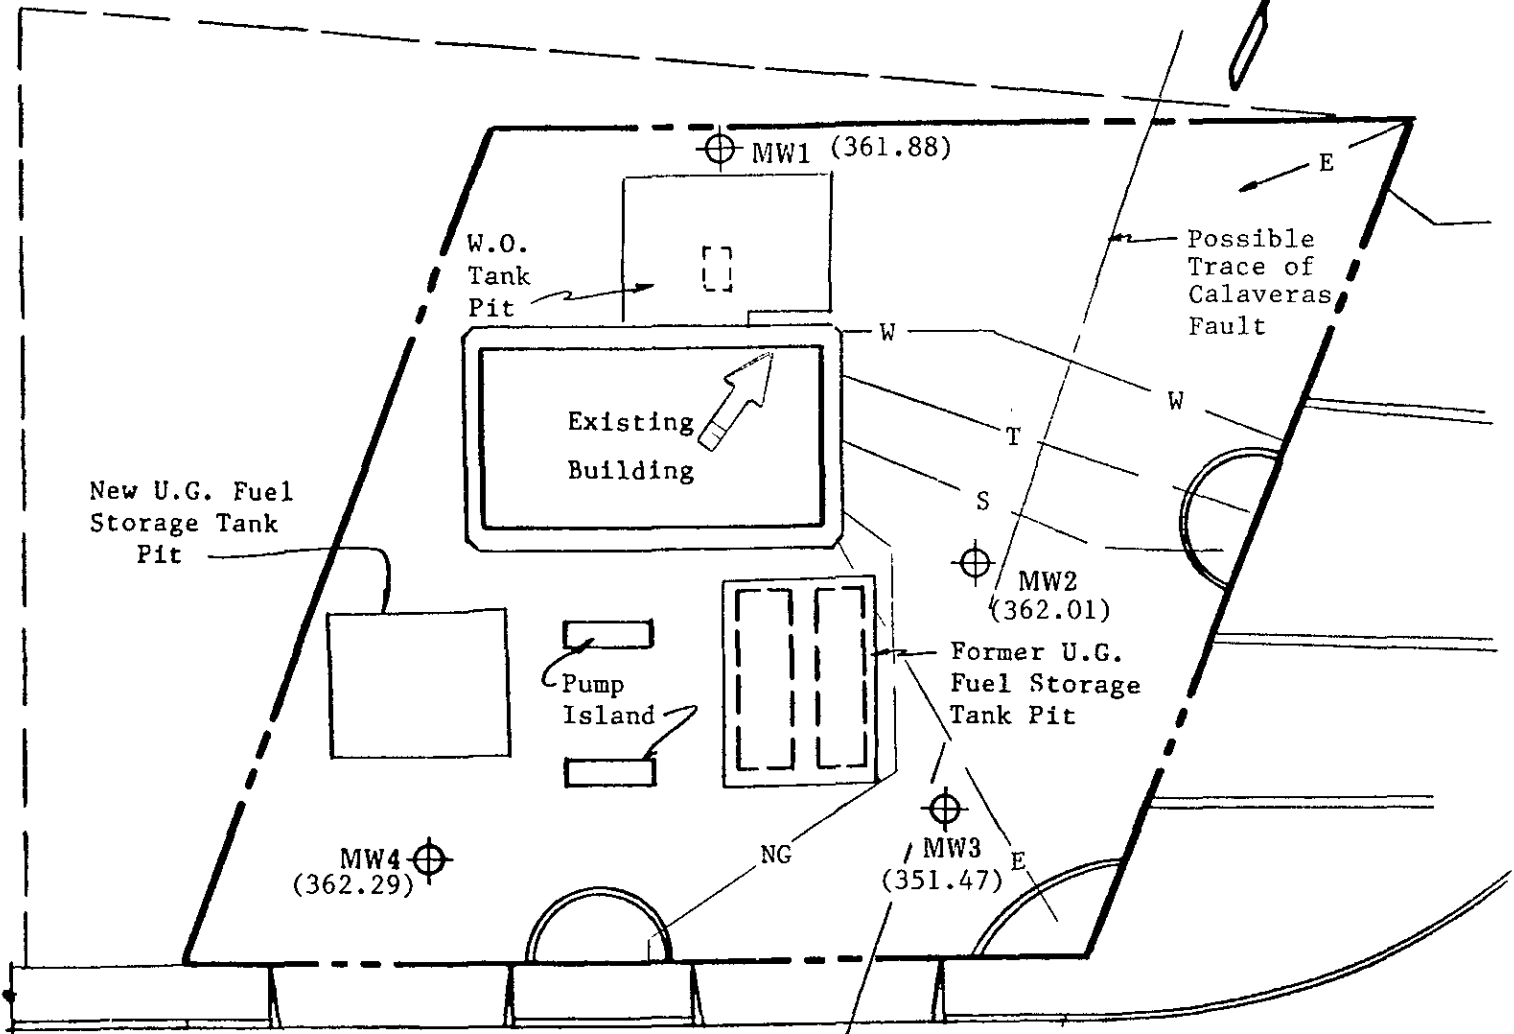 MW1 (361.88)
E
W.O.
Tank
Pit
Possible
Trace of
Calaveras
Fault
W
W
T
S
Existing
Building
New U.G. Fuel
Storage Tank
Pit
MW2
(362.01)
Former U.G.
Fuel Storage
Tank Pit
Pump
Island
MW4
(362.29)
NG
MW3
(351.47)
E